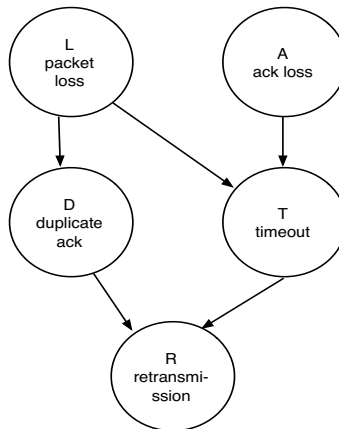 L
packet
loss
A
ack loss
D
duplicate
ack
T
timeout
R
retransmi-
ssion